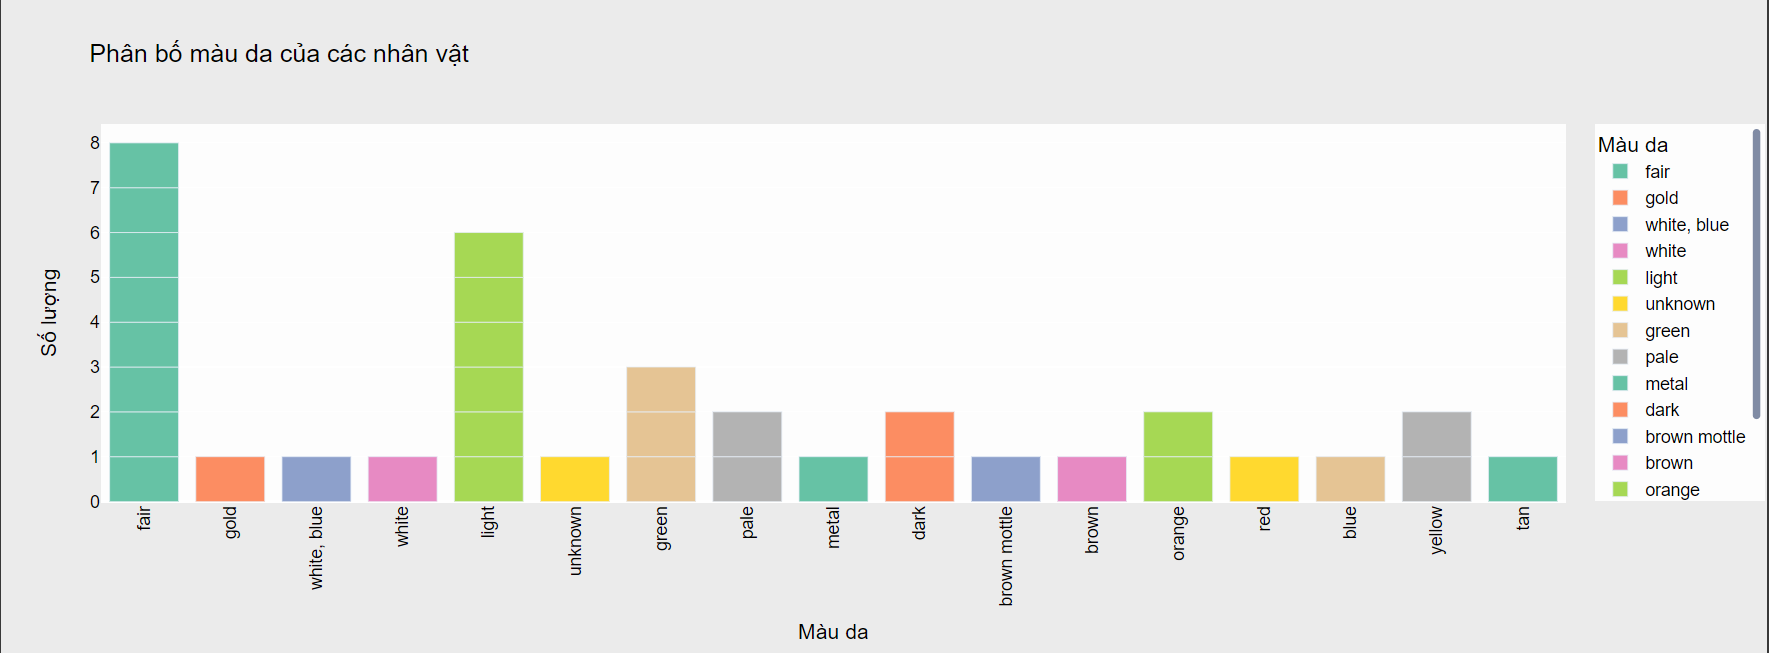 Phân bố màu da của các nhân vật
Số lượng
8
7
6
5
4
3
2
1
0
fair
gold
white, blue
white
light
unknown
green
pale
metal
dark
brown mottle
brown
orange
red
blue
yellow
tan
Màu da
Màu da
fair
gold
white, blue
white
light
unknown
green
pale
metal
dark
brown mottle
brown
orange